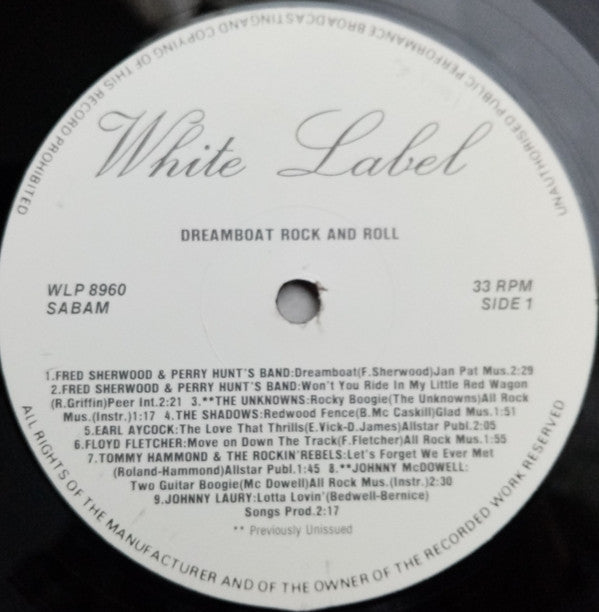 UNAUTHORISED PUBLIC PERFORMANCE BROADCASTING AND COPYING OF THIS RECORD PROHIBITED
White Label
DREAMBOAT ROCK AND ROLL
WLP 8960
SABAM
33 RPM
SIDE 1
1.FRED SHERWOOD & PERRY HUNT'S BAND:Dreamboat(F.Sherwood)Jan Pat Mus.2:29
2.FRED SHERWOOD & PERRY HUNT'S BAND:Won't You Ride In My Little Red Wagon
(R.Griffin)Peer Int.2:21 3.**THE UNKNOWNS:Rocky Boogie(The Unknowns)All Rock
Mus.(Instr.)1:17 4.THE SHADOWS:Redwood Fence(B.Mc Caskill)Glad Mus.1:51
5.EARL AYCOCK:The Love That Thrills(E.Vick-D.James)Allstar Publ.2:05
6.FLOYD FLETCHER:Move on Down The Track(F.Fletcher)All Rock Mus.1:55
7.TOMMY HAMMOND & THE ROCKIN'REBELS:Let's Forget We Ever Met
(Roland-Hammond)Allstar Publ.1:45 8.**JOHNNY McDOWELL:
Two Guitar Boogie(Mc Dowell)All Rock Mus.(Instr.)2:30
9.JOHNNY LAURY:Lotta Lovin'(Bedwell-Bernice)
Songs Prod.2:17
** Previously Unissued
ALL RIGHTS OF THE MANUFACTURER AND OF THE OWNER OF THE RECORDED WORK RESERVED